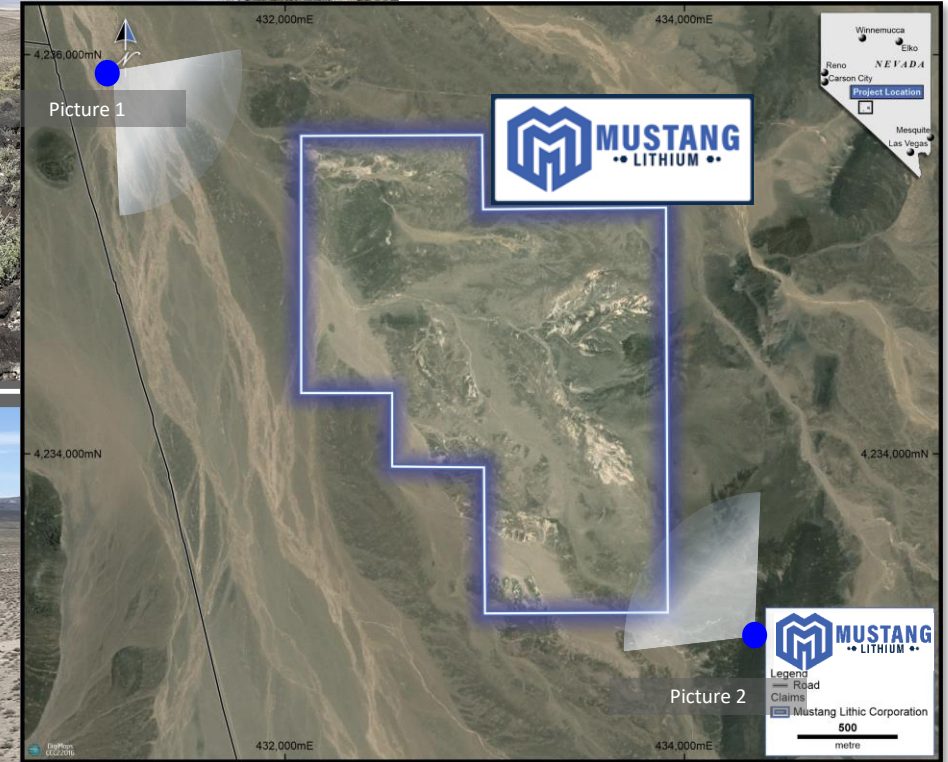 432,000mE
434,000mE
4,236,000mN
Picture 1
MUSTANG
LITHIUM
Winnemucca
Elko
NEVADA
Reno
Carson City
Project Location
Mesquite
Las Vegas
4,234,000mN
4,234,000mN
Picture 2
MUSTANG
LITHIUM
Legend
Road
Claims
Mustang Lithic Corporation
500
metre
432,000mE
434,000mE
DigiMaps